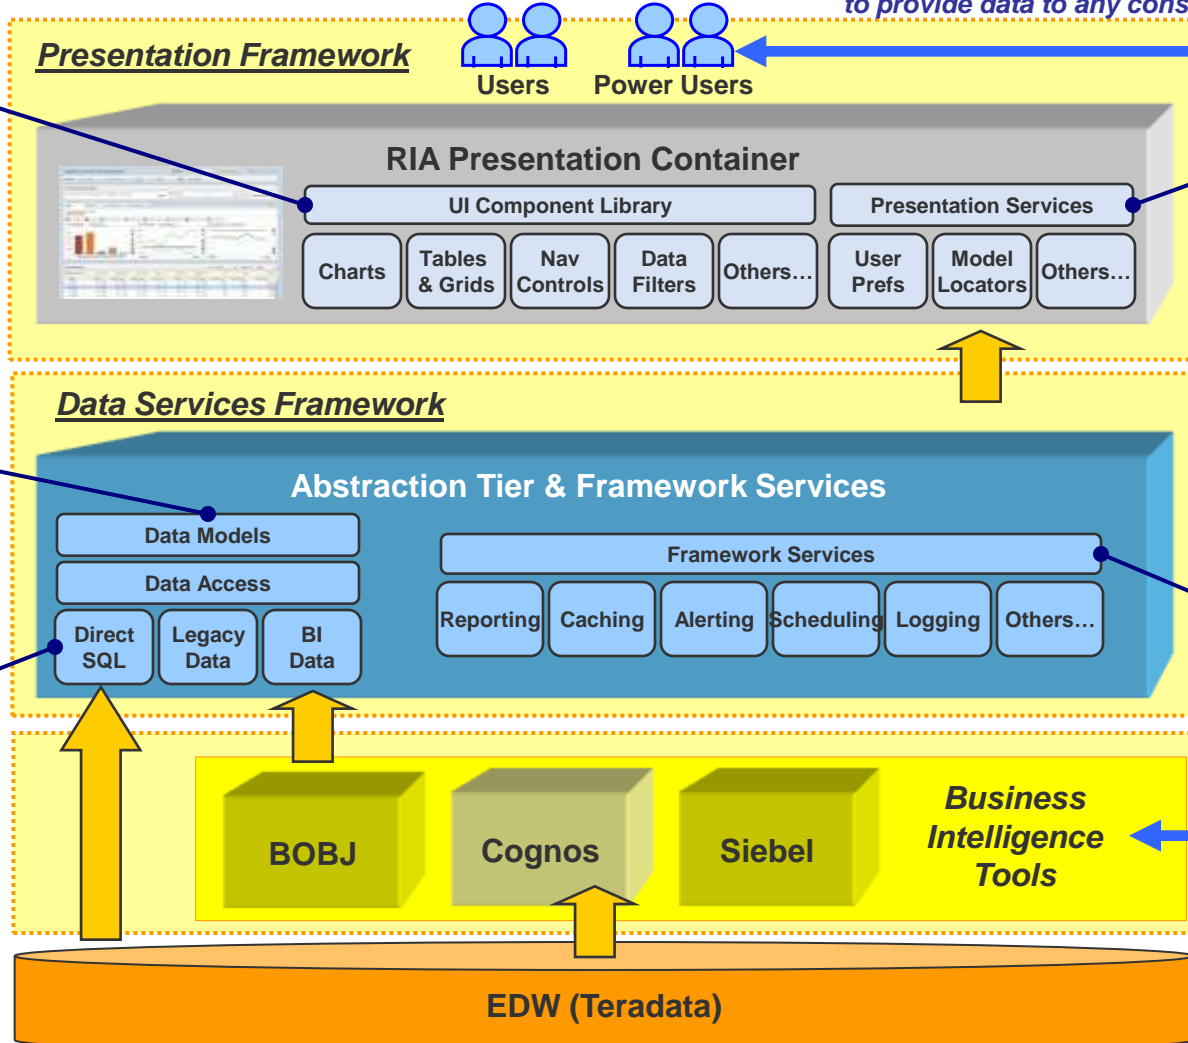 to provide data to any cons
Presentation Framework
Users
Power Users
RIA Presentation Container
UI Component Library
Presentation Services
Charts
Tables
& Grids
Nav
Controls
Data
Filters
Others…
User
Prefs
Model
Locators
Others…
Data Services Framework
Abstraction Tier & Framework Services
Data Models
Data Access
Direct
SQL
Legacy
Data
BI
Data
Framework Services
Reporting
Caching
Alerting
Scheduling
Logging
Others…
BOBJ
Cognos
Siebel
Business
Intelligence
Tools
EDW (Teradata)